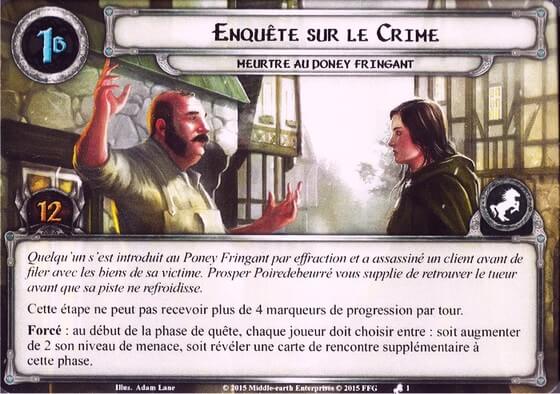 1B
Enquête sur le Crime
Meurtre au Poney Fringant
12
Quelqu'un s'est introduit au Poney Fringant par effraction et a assassiné un client avant de
filer avec les biens de sa victime. Prosper Poiredebeurré vous supplie de retrouver le tueur
avant que sa piste ne refroidisse.
Cette étape ne peut pas recevoir plus de 4 marqueurs de progression par tour.
Forcé : au début de la phase de quête, chaque joueur doit choisir entre : soit augmenter
de 2 son niveau de menace, soit révéler une carte de rencontre supplémentaire à
cette phase.
Illus. Adam Lane © 2015 Middle-earth Enterprises © 2015 FFG 1